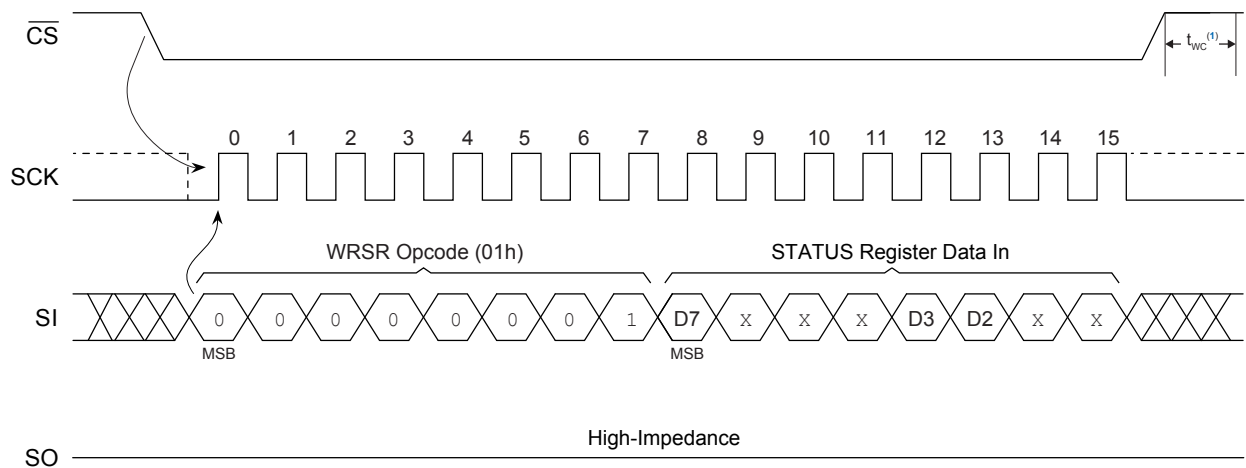 CS
t_WC(1)
0 1 2 3 4 5 6 7 8 9 10 11 12 13 14 15
SCK
WRSR Opcode (01h) STATUS Register Data In
SI 0 0 0 0 0 0 0 1 D7 X X X D3 D2 X X
MSB MSB
High-Impedance
SO